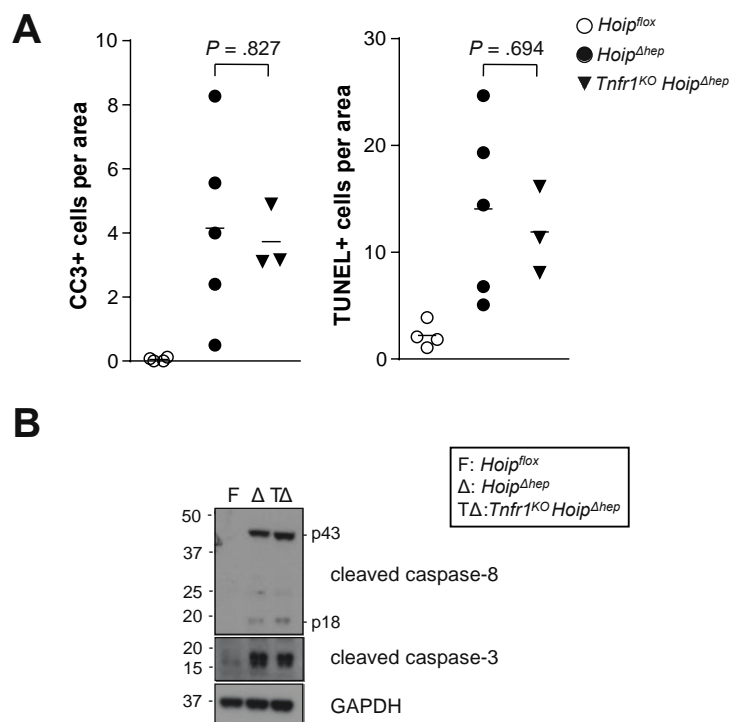 A
CC3+ cells per area
10
8
6
4
2
0
P = .827
TUNEL+ cells per area
30
20
10
0
P = .694
Hoip^flox
Hoip^Δhep
Tnfr1^KO Hoip^Δhep
B
F: Hoip^flox
Δ: Hoip^Δhep
TΔ:Tnfr1^KO Hoip^Δhep
F Δ TΔ
50
37
25
20
p43
cleaved caspase-8
p18
20
15
cleaved caspase-3
37
GAPDH